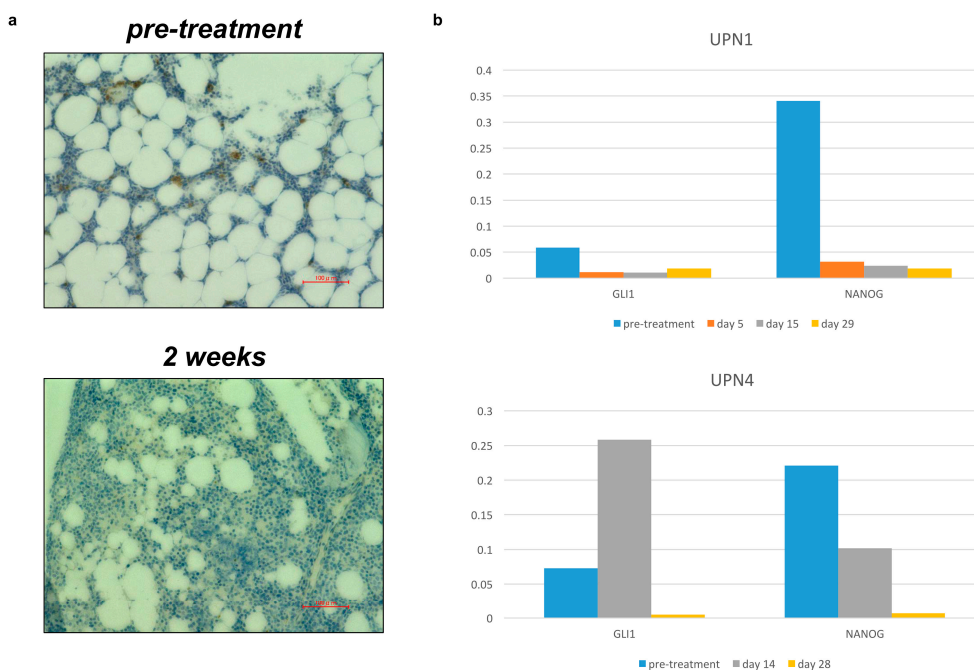 a
pre-treatment
100 u m
2 weeks
100 u m
b
UPN1
0.4
0.35
0.3
0.25
0.2
0.15
0.1
0.05
0
GLI1 NANOG
pre-treatment day 5 day 15 day 29
UPN4
0.3
0.25
0.2
0.15
0.1
0.05
0
GLI1 NANOG
pre-treatment day 14 day 28